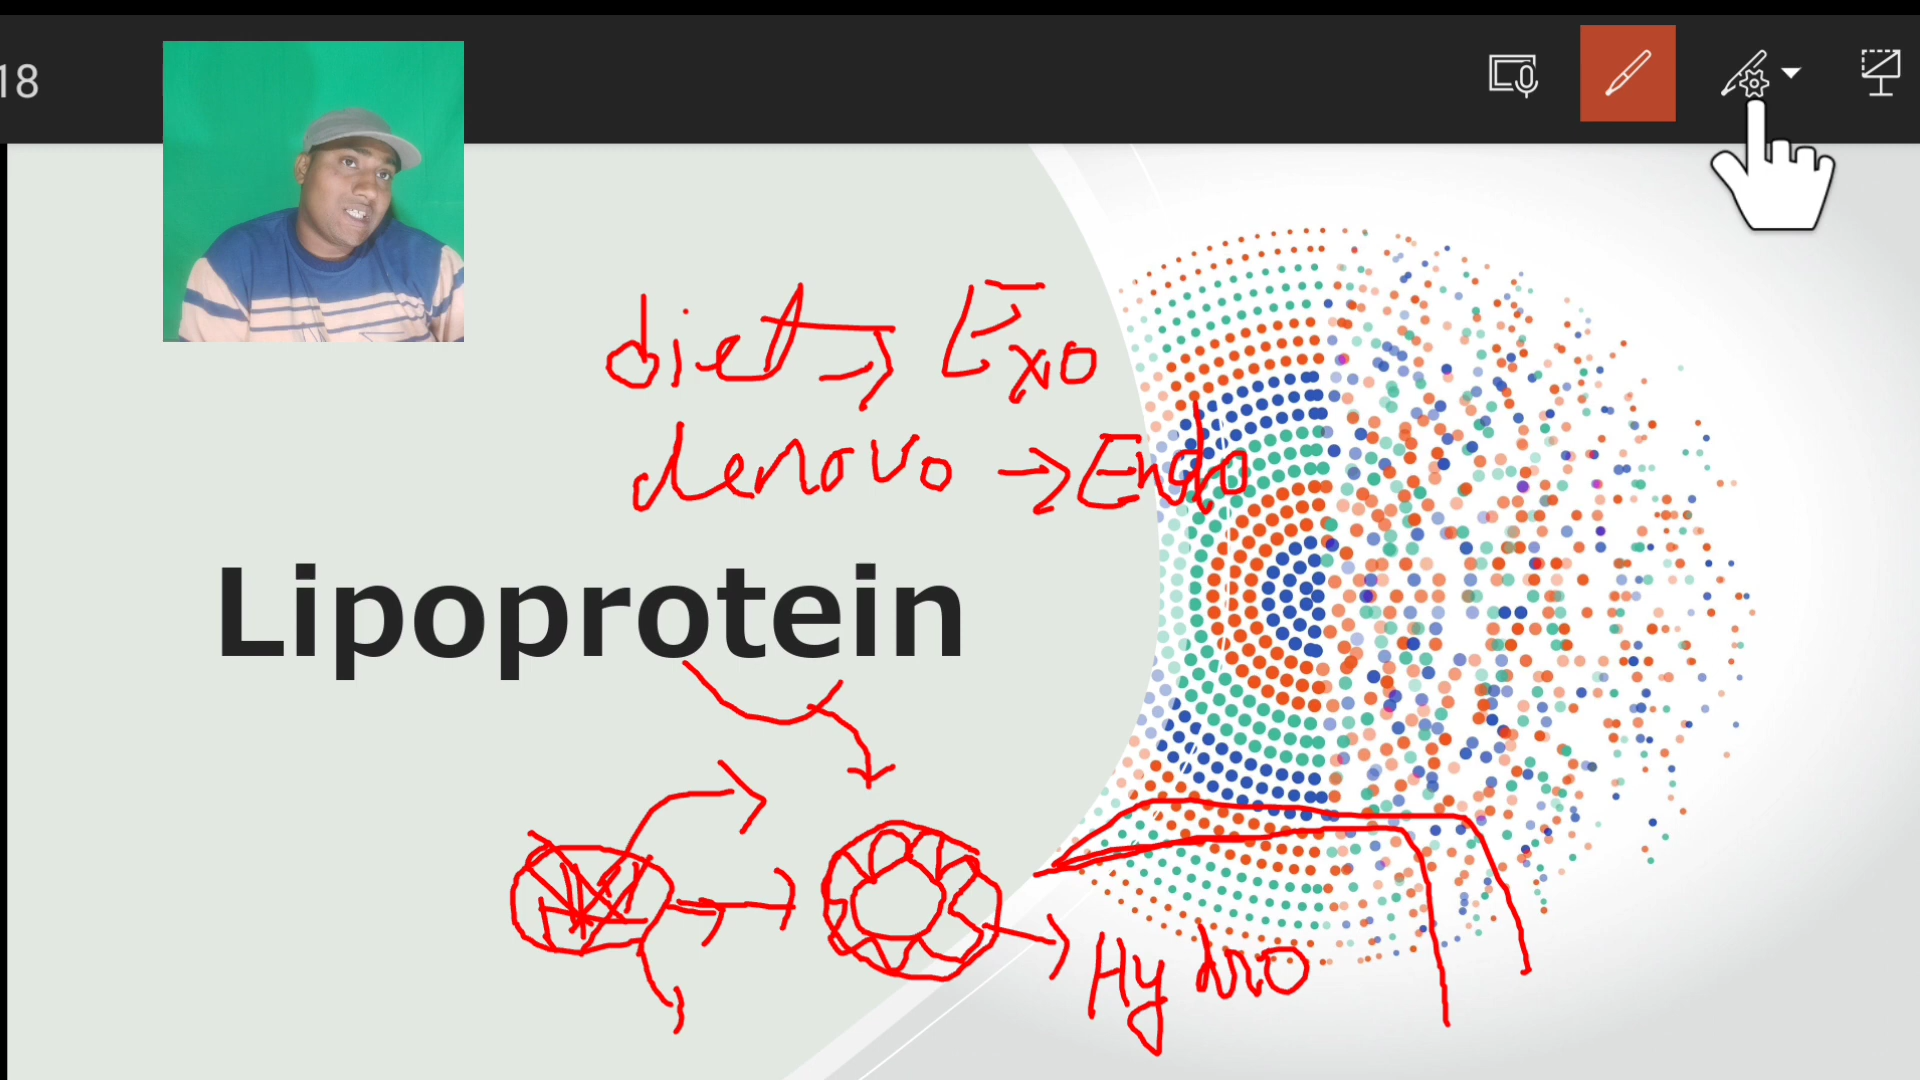 18
diet → Exo
denovo → Endo
Lipoprotein
Hydro